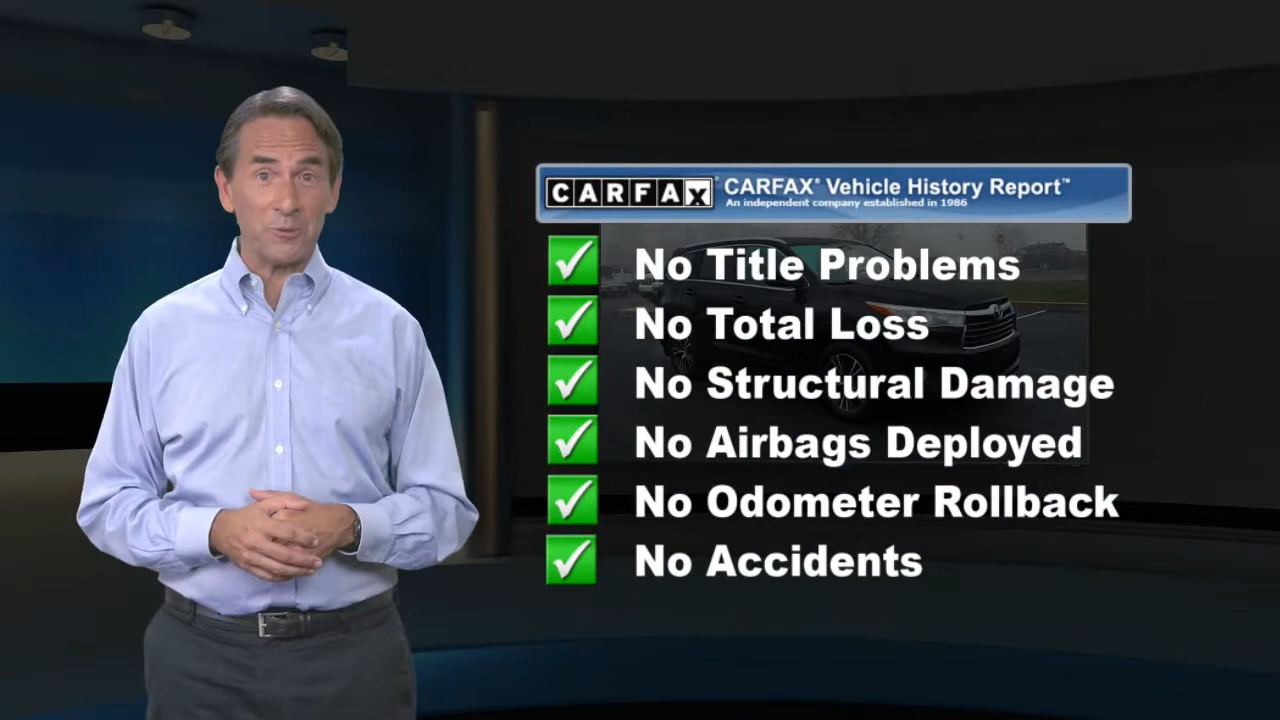 CARFAX® CARFAX® Vehicle History Report™
An independent company established in 1986
No Title Problems
No Total Loss
No Structural Damage
No Airbags Deployed
No Odometer Rollback
No Accidents